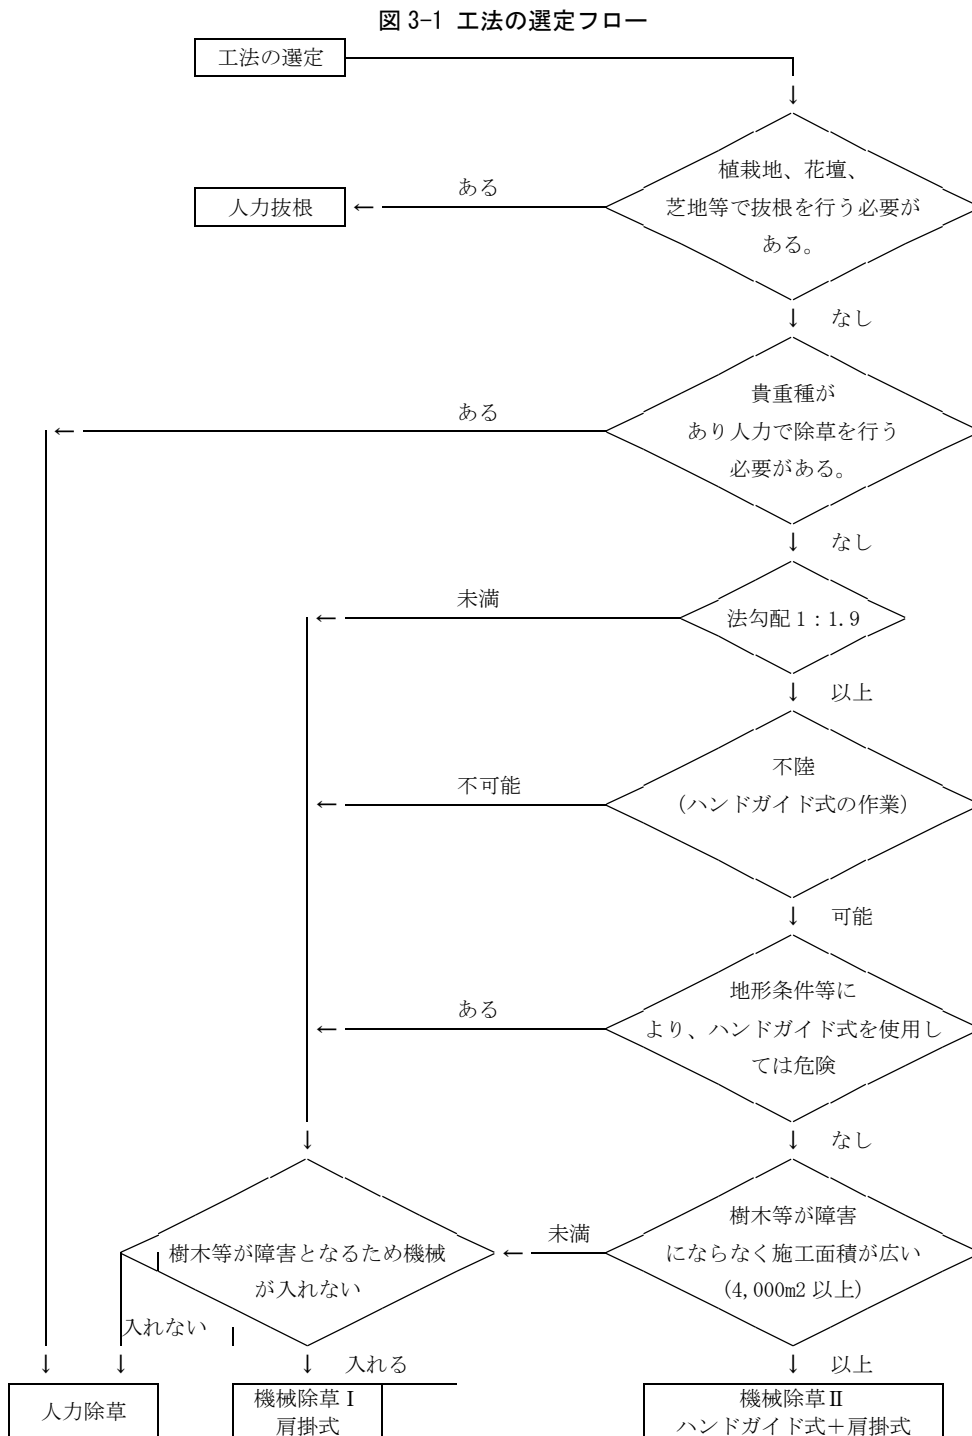 図 3-1 工法の選定フロー
工法の選定
↓
植栽地、花壇、
芝地等で抜根を行う必要が
ある。
ある
←
人力抜根
↓ なし
貴重種が
あり人力で除草を行う
必要がある。
ある
←
↓ なし
法勾配 1:1.9
未満
←
↓ 以上
不陸
(ハンドガイド式の作業)
不可能
←
↓ 可能
地形条件等に
より、ハンドガイド式を使用し
ては危険
ある
←
↓ なし
樹木等が障害
にならなく施工面積が広い
(4,000m2 以上)
未満
←
↓
樹木等が障害となるため機械
が入れない
入れない
↓ ↓ ↓ 入れる ↓ 以上
人力除草
機械除草Ⅰ
肩掛式
機械除草Ⅱ
ハンドガイド式+肩掛式